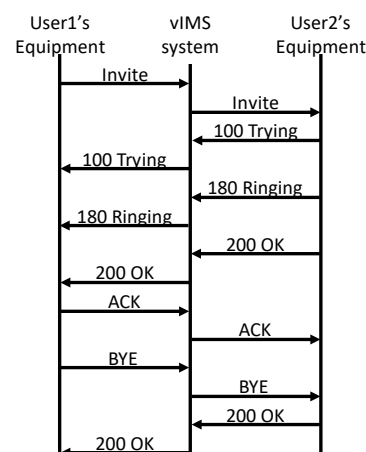 User1's
Equipment
vIMS
system
User2's
Equipment
Invite
Invite
100 Trying
100 Trying
180 Ringing
180 Ringing
200 OK
200 OK
ACK
ACK
BYE
BYE
200 OK
200 OK